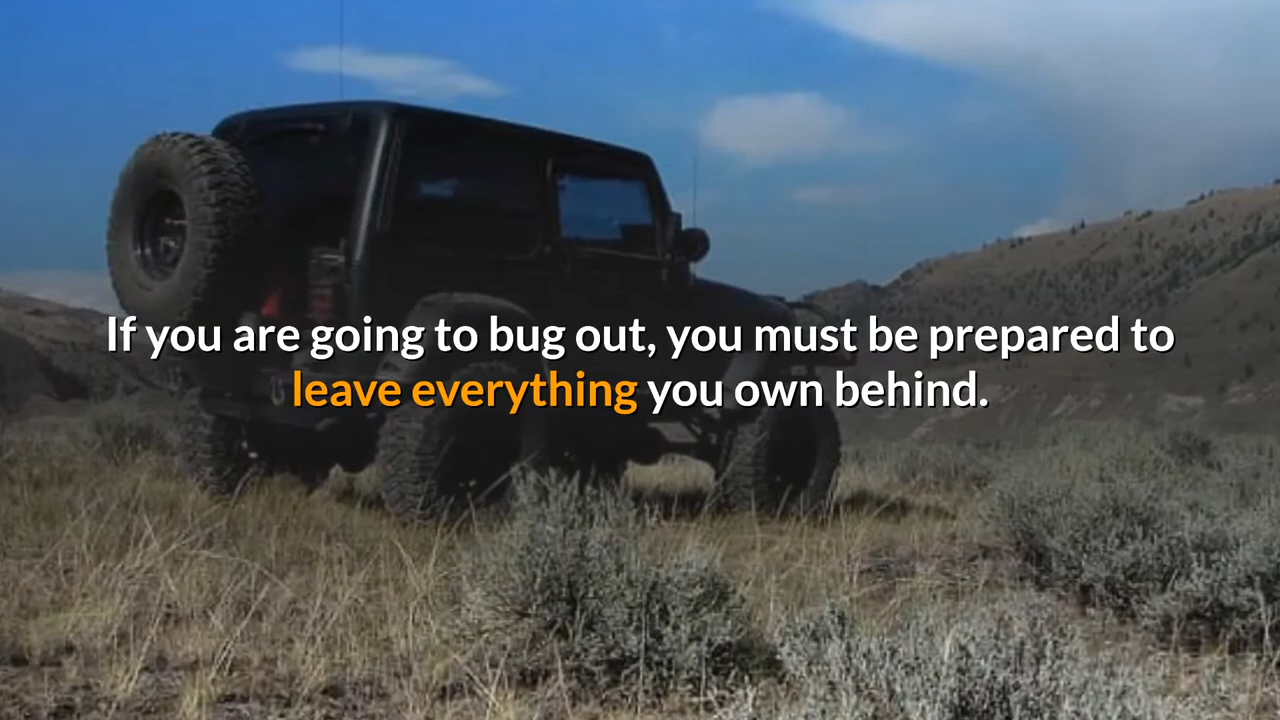 If you are going to bug out, you must be prepared to
leave everything you own behind.